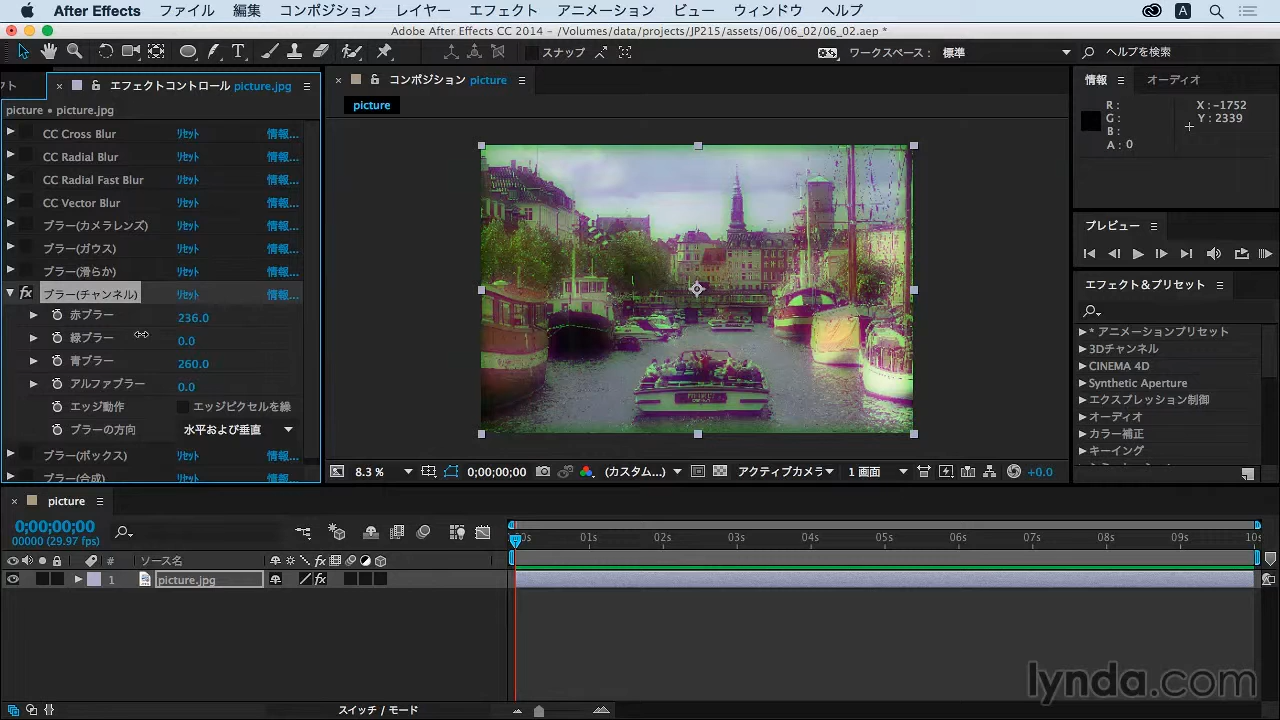 After Effects ファイル 編集 コンポジション レイヤー エフェクト アニメーション ビュー ウィンドウ ヘルプ A
Adobe After Effects CC 2014 - /Volumes/data/projects/JP215/assets/06/06_02/06_02.aep *
T スナップ ワークスペース： 標準 ヘルプを検索
クト × エフェクトコントロール picture.jpg
picture • picture.jpg
CC Cross Blur リセット 情報...
CC Radial Blur リセット 情報...
CC Radial Fast Blur リセット 情報...
CC Vector Blur リセット 情報...
ブラー(カメラレンズ) リセット 情報...
ブラー(ガウス) リセット 情報...
ブラー(滑らか) リセット 情報...
fx ブラー(チャンネル) リセット 情報...
赤ブラー 236.0
緑ブラー 0.0
青ブラー 260.0
アルファブラー 0.0
エッジ動作 エッジピクセルを繰
ブラーの方向 水平および垂直
ブラー(ボックス) リセット 情報...
ブラー(合成) リセット 情報...
× コンポジション picture
picture
8.3 % 0;00;00;00 (カスタム...) アクティブカメラ 1 画面 +0.0
情報 オーディオ
R :
G :
B :
A : 0
X : -1752
Y : 2339
プレビュー
エフェクト＆プリセット
* アニメーションプリセット
3Dチャンネル
CINEMA 4D
Synthetic Aperture
エクスプレッション制御
オーディオ
カラー補正
キーイング
× picture
0;00;00;00
00000 (29.97 fps)
0s 01s 02s 03s 04s 05s 06s 07s 08s 09s 10s
# ソース名 fx
1 picture.jpg fx
スイッチ / モード
lynda.com